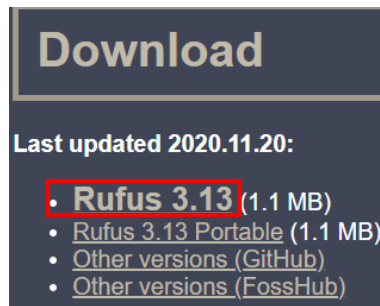 Download
Last updated 2020.11.20:
Rufus 3.13 (1.1 MB)
Rufus 3.13 Portable (1.1 MB)
Other versions (GitHub)
Other versions (FossHub)